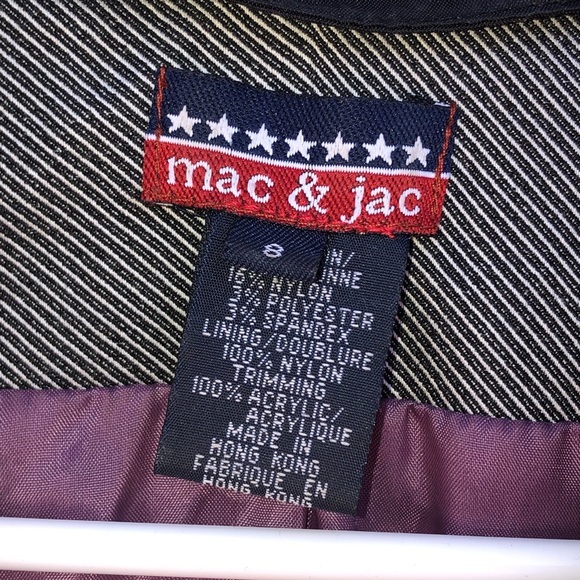 mac & jac
8
N/
NNE
16% NYLON
3% POLYESTER
3% SPANDEX
LINING/DOUBLURE
100% NYLON
TRIMMING
100% ACRYLIC/
ACRYLIQUE
MADE IN
HONG KONG
FABRIQUE EN
HONG KONG